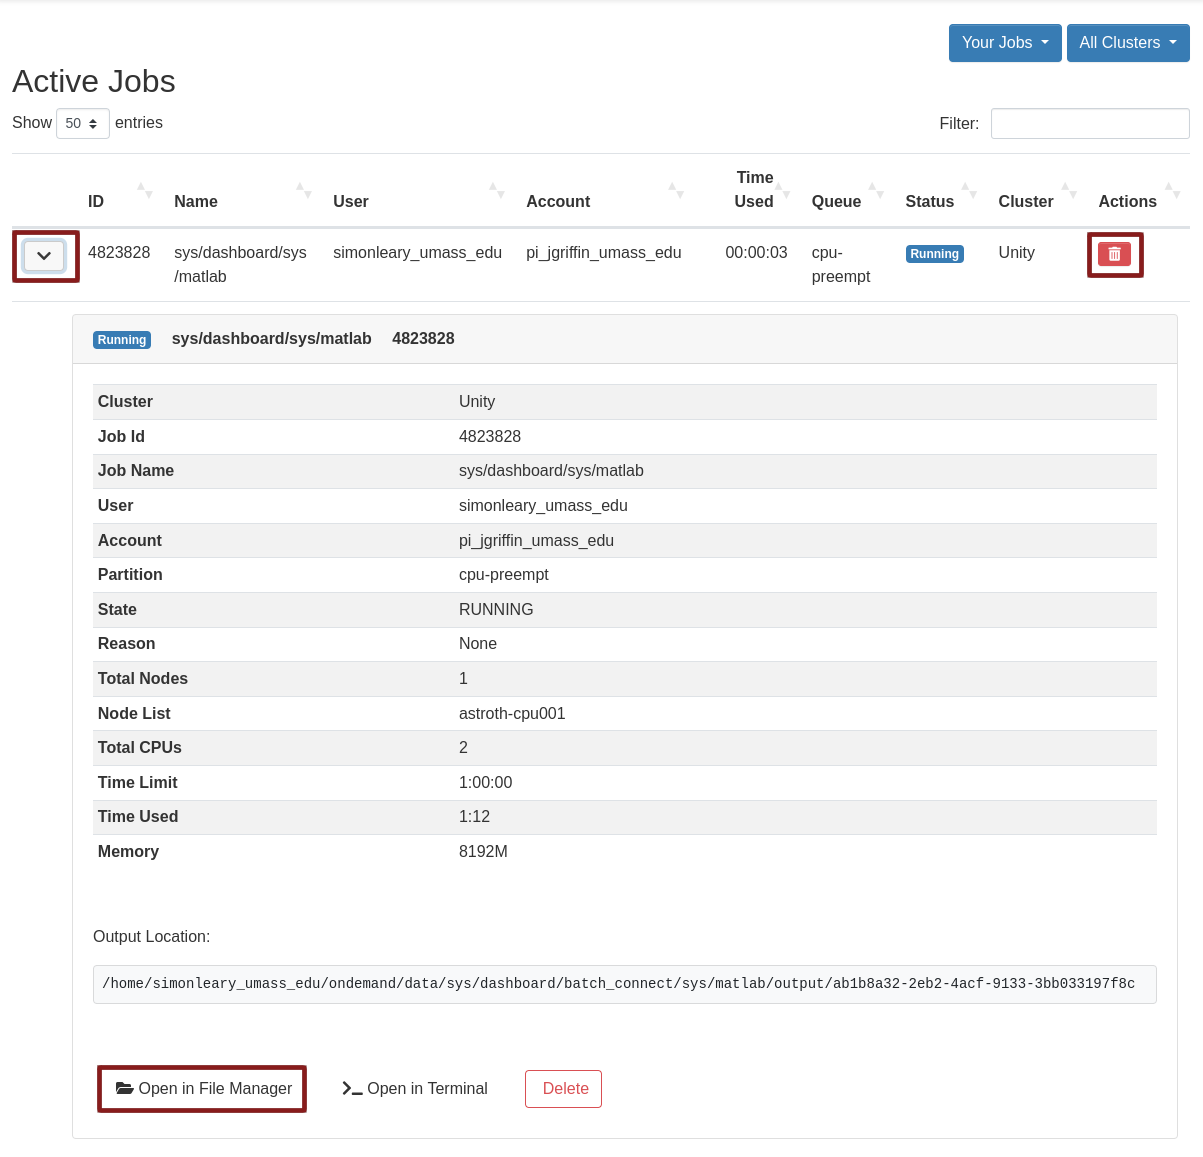 Your Jobs
All Clusters
Active Jobs
Show 50 entries
Filter:
ID Name User Account Time Used Queue Status Cluster Actions
4823828 sys/dashboard/sys simonleary_umass_edu pi_jgriffin_umass_edu 00:00:03 cpu- Running Unity
/matlab preempt
Running sys/dashboard/sys/matlab 4823828
Cluster Unity
Job Id 4823828
Job Name sys/dashboard/sys/matlab
User simonleary_umass_edu
Account pi_jgriffin_umass_edu
Partition cpu-preempt
State RUNNING
Reason None
Total Nodes 1
Node List astroth-cpu001
Total CPUs 2
Time Limit 1:00:00
Time Used 1:12
Memory 8192M
Output Location:
/home/simonleary_umass_edu/ondemand/data/sys/dashboard/batch_connect/sys/matlab/output/ab1b8a32-2eb2-4acf-9133-3bb033197f8c
Open in File Manager Open in Terminal Delete